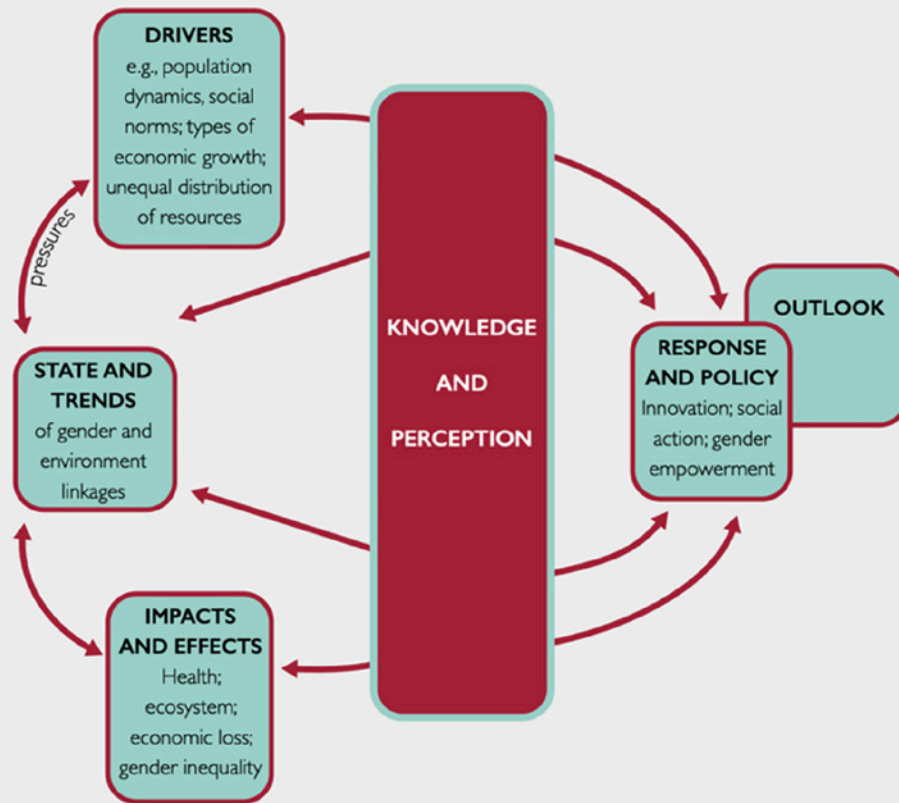 DRIVERS
e.g., population
dynamics, social
norms; types of
economic growth;
unequal distribution
of resources
pressures
STATE AND
TRENDS
of gender and
environment
linkages
IMPACTS
AND EFFECTS
Health;
ecosystem;
economic loss;
gender inequality
KNOWLEDGE
AND
PERCEPTION
OUTLOOK
RESPONSE
AND POLICY
Innovation; social
action; gender
empowerment